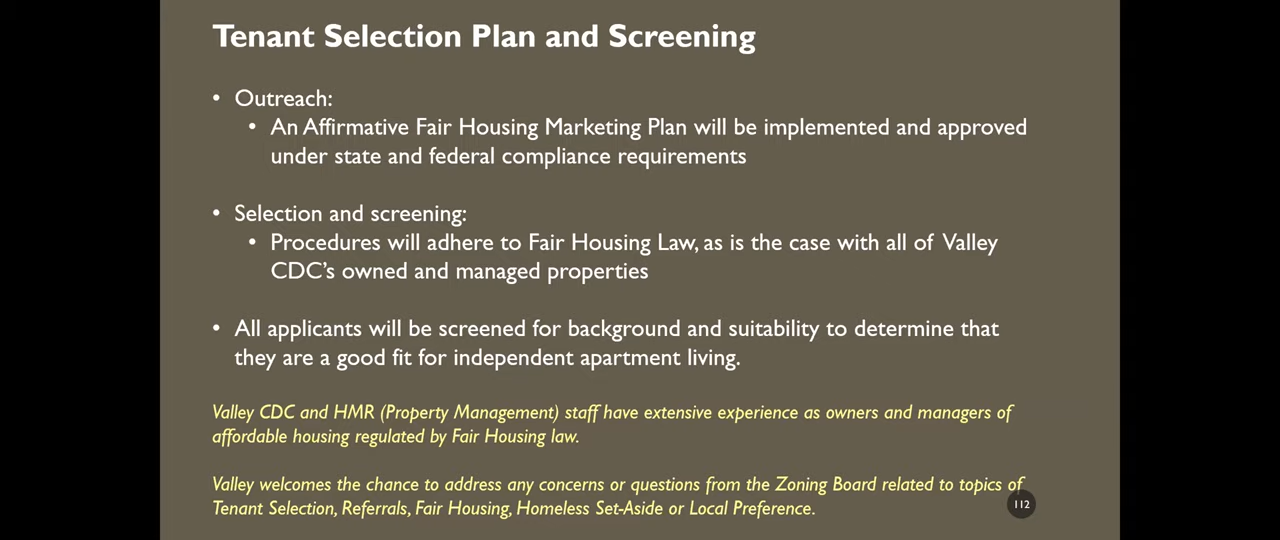 Tenant Selection Plan and Screening
• Outreach:
• An Affirmative Fair Housing Marketing Plan will be implemented and approved
under state and federal compliance requirements
• Selection and screening:
• Procedures will adhere to Fair Housing Law, as is the case with all of Valley
CDC's owned and managed properties
• All applicants will be screened for background and suitability to determine that
they are a good fit for independent apartment living.
Valley CDC and HMR (Property Management) staff have extensive experience as owners and managers of
affordable housing regulated by Fair Housing law.
Valley welcomes the chance to address any concerns or questions from the Zoning Board related to topics of
Tenant Selection, Referrals, Fair Housing, Homeless Set-Aside or Local Preference.
112